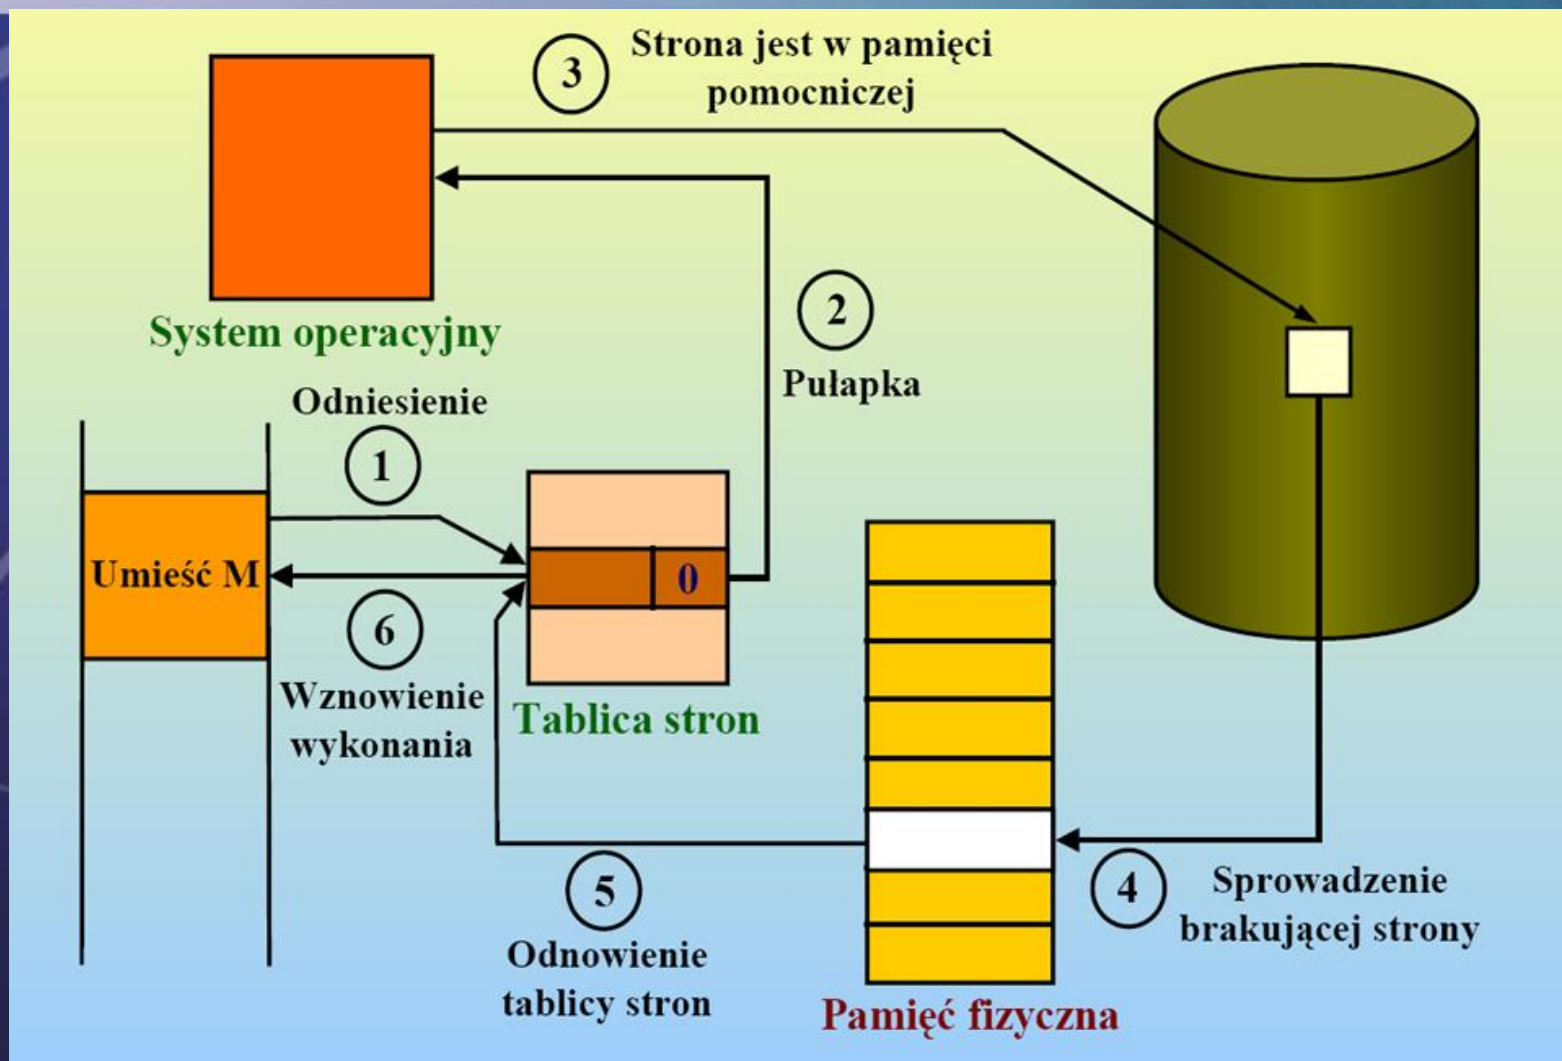 3
Strona jest w pamięci
pomocniczej
System operacyjny
2
Pułapka
Odniesienie
1
Umieść M
0
6
Wznowienie
wykonania
Tablica stron
5
Odnowienie
tablicy stron
4
Sprowadzenie
brakującej strony
Pamięć fizyczna